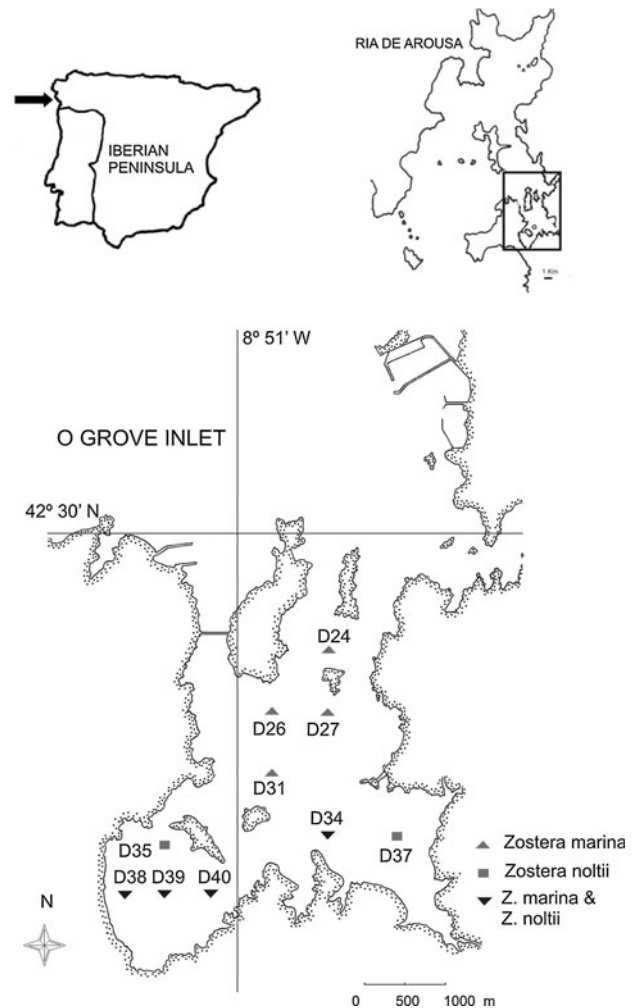 RIA DE AROUSA
IBERIAN
PENINSULA
1 Km
8º 51' W
O GROVE INLET
42º 30' N
D24
D26
D27
D31
D34
D35
D37
D38
D39
D40
Zostera marina
Zostera noltii
Z. marina &
Z. noltii
N
0 500 1000 m